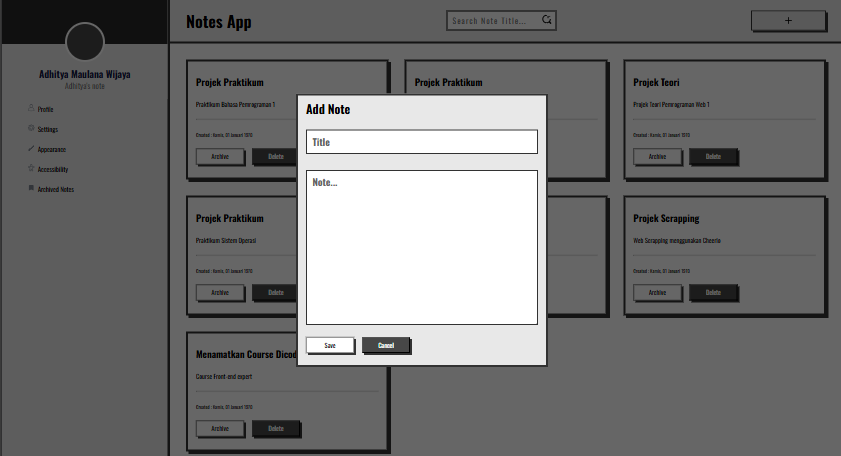 Notes App
Search Note Title...
+
Adhitya Maulana Wijaya
Adhitya's note
Profile
Settings
Appearance
Accessibility
Archived Notes
Projek Praktikum
Praktikum Bahasa Pemrograman 1
Created : Kamis, 01 Januari 1970
Archive
Delete
Projek Praktikum
Projek Teori
Projek Teori Pemrograman Web 1
Created : Kamis, 01 Januari 1970
Archive
Delete
Projek Praktikum
Praktikum Sistem Operasi
Created : Kamis, 01 Januari 1970
Archive
Delete
Projek Scrapping
Web Scrapping menggunakan Cheerio
Created : Kamis, 01 Januari 1970
Archive
Delete
Menamatkan Course Dicod
Course Front-end expert
Created : Kamis, 01 Januari 1970
Archive
Delete
Add Note
Title
Note...
Save
Cancel